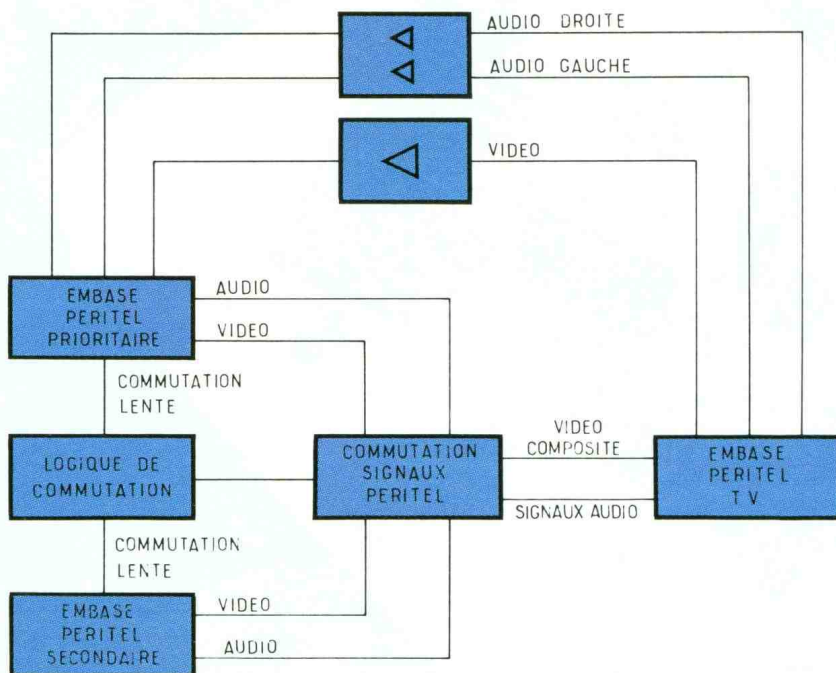 AUDIO DROITE
AUDIO GAUCHE
VIDEO
EMBASE
PERITEL
PRIORITAIRE
AUDIO
VIDEO
COMMUTATION
LENTE
LOGIQUE DE
COMMUTATION
COMMUTATION
SIGNAUX
PERITEL
VIDEO
COMPOSITE
SIGNAUX AUDIO
EMBASE
PERITEL
TV
COMMUTATION
LENTE
EMBASE
PERITEL
SECONDAIRE
VIDEO
AUDIO